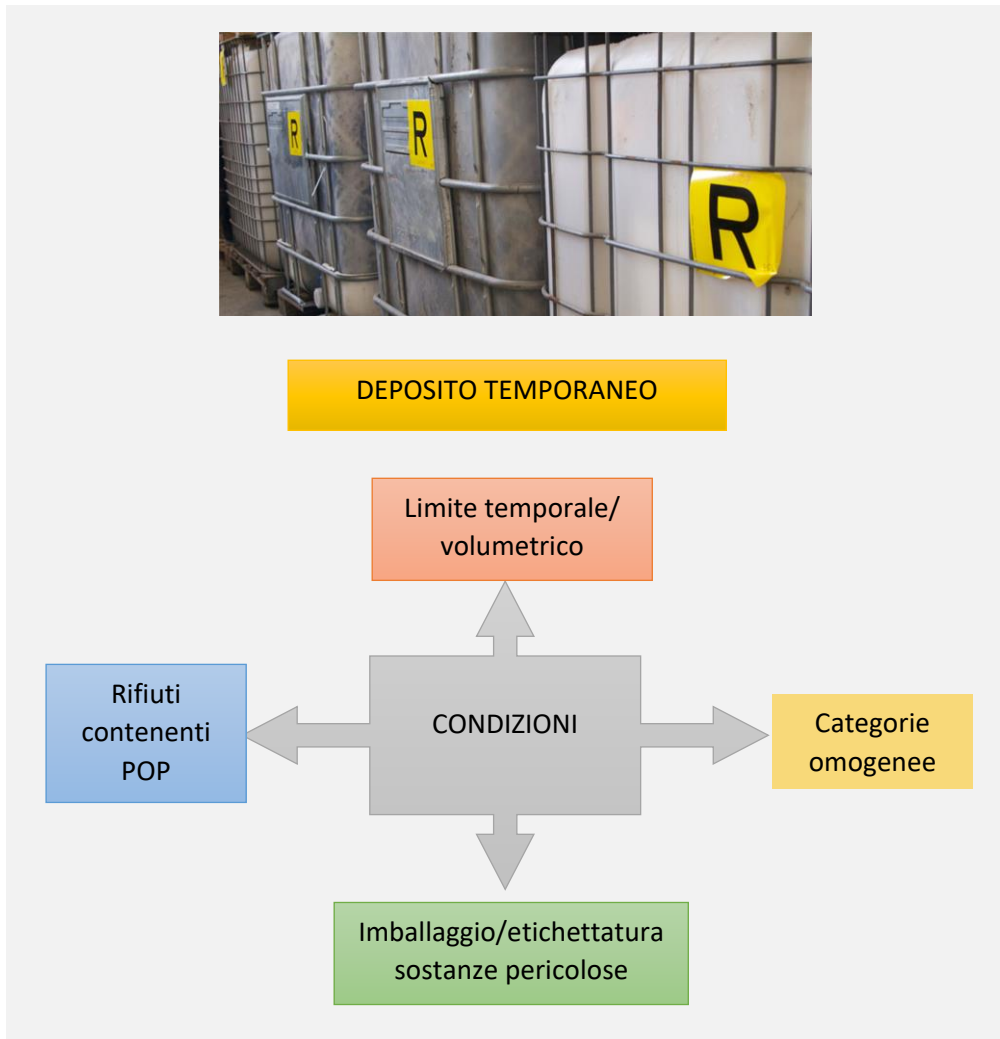 R
R
R
DEPOSITO TEMPORANEO
Limite temporale/
volumetrico
Rifiuti
contenenti
POP
CONDIZIONI
Categorie
omogenee
Imballaggio/etichettatura
sostanze pericolose